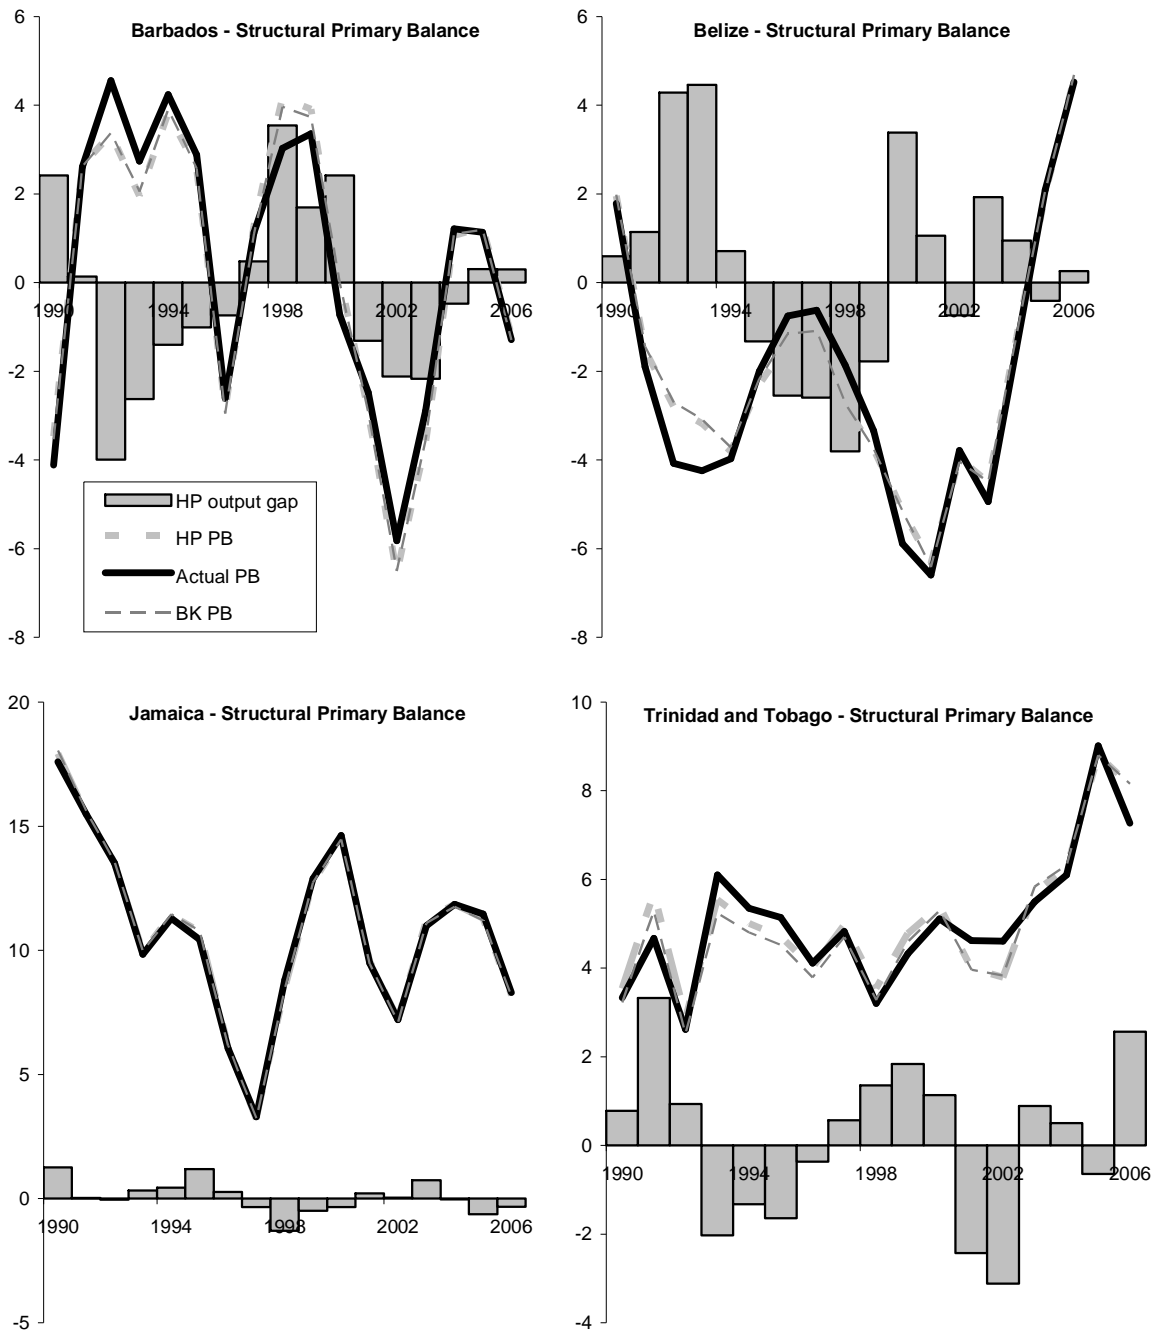 Barbados - Structural Primary Balance
6
4
2
0
-2
-4
-6
-8
1990 1994 1998 2002 2006
HP output gap
HP PB
Actual PB
BK PB
Belize - Structural Primary Balance
6
4
2
0
-2
-4
-6
-8
1990 1994 1998 2002 2006
Jamaica - Structural Primary Balance
20
15
10
5
0
-5
1990 1994 1998 2002 2006
Trinidad and Tobago - Structural Primary Balance
10
8
6
4
2
0
-2
-4
1990 1994 1998 2002 2006